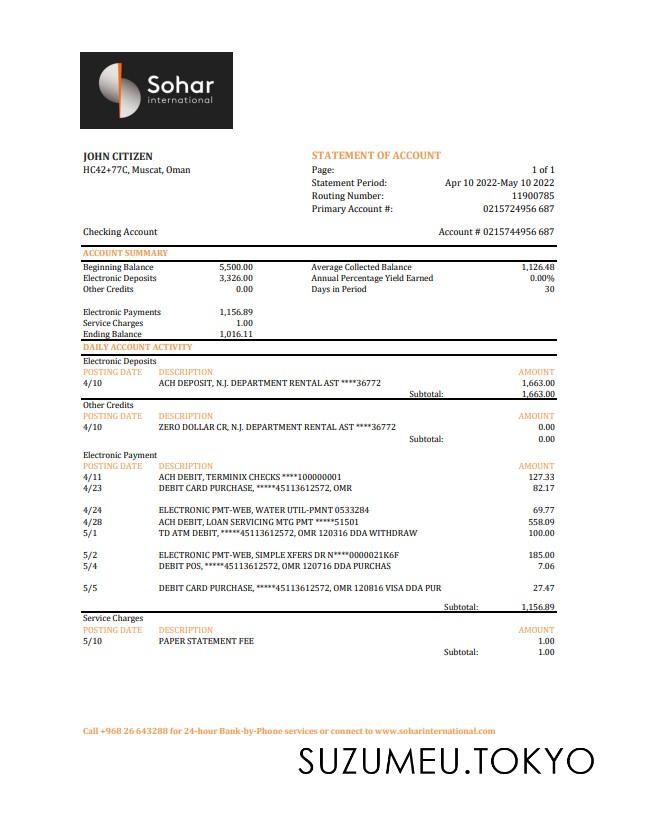 Sohar
international
JOHN CITIZEN
HC42+77C, Muscat, Oman
STATEMENT OF ACCOUNT
Page: 1 of 1
Statement Period: Apr 10 2022-May 10 2022
Routing Number: 11900785
Primary Account #: 0215724956 687
Checking Account Account # 0215744956 687
ACCOUNT SUMMARY
Beginning Balance 5,500.00 Average Collected Balance 1,126.48
Electronic Deposits 3,326.00 Annual Percentage Yield Earned 0.00%
Other Credits 0.00 Days in Period 30
Electronic Payments 1,156.89
Service Charges 1.00
Ending Balance 1,016.11
DAILY ACCOUNT ACTIVITY
Electronic Deposits
POSTING DATE DESCRIPTION AMOUNT
4/10 ACH DEPOSIT, N.J. DEPARTMENT RENTAL AST ****36772 1,663.00
Subtotal: 1,663.00
Other Credits
POSTING DATE DESCRIPTION AMOUNT
4/10 ZERO DOLLAR CR, N.J. DEPARTMENT RENTAL AST ****36772 0.00
Subtotal: 0.00
Electronic Payment
POSTING DATE DESCRIPTION AMOUNT
4/11 ACH DEBIT, TERMINIX CHECKS ****100000001 127.33
4/23 DEBIT CARD PURCHASE, *****45113612572, OMR 82.17
4/24 ELECTRONIC PMT-WEB, WATER UTIL-PMNT 0533284 69.77
4/28 ACH DEBIT, LOAN SERVICING MTG PMT *****51501 558.09
5/1 TD ATM DEBIT, *****45113612572, OMR 120316 DDA WITHDRAW 100.00
5/2 ELECTRONIC PMT-WEB, SIMPLE XFERS DR N****0000021K6F 185.00
5/4 DEBIT POS, *****45113612572, OMR 120716 DDA PURCHAS 7.06
5/5 DEBIT CARD PURCHASE, *****45113612572, OMR 120816 VISA DDA PUR 27.47
Subtotal: 1,156.89
Service Charges
POSTING DATE DESCRIPTION AMOUNT
5/10 PAPER STATEMENT FEE 1.00
Subtotal: 1.00
Call +968 26 643288 for 24-hour Bank-by-Phone services or connect to www.soharinternational.com
SUZUMEU.TOKYO